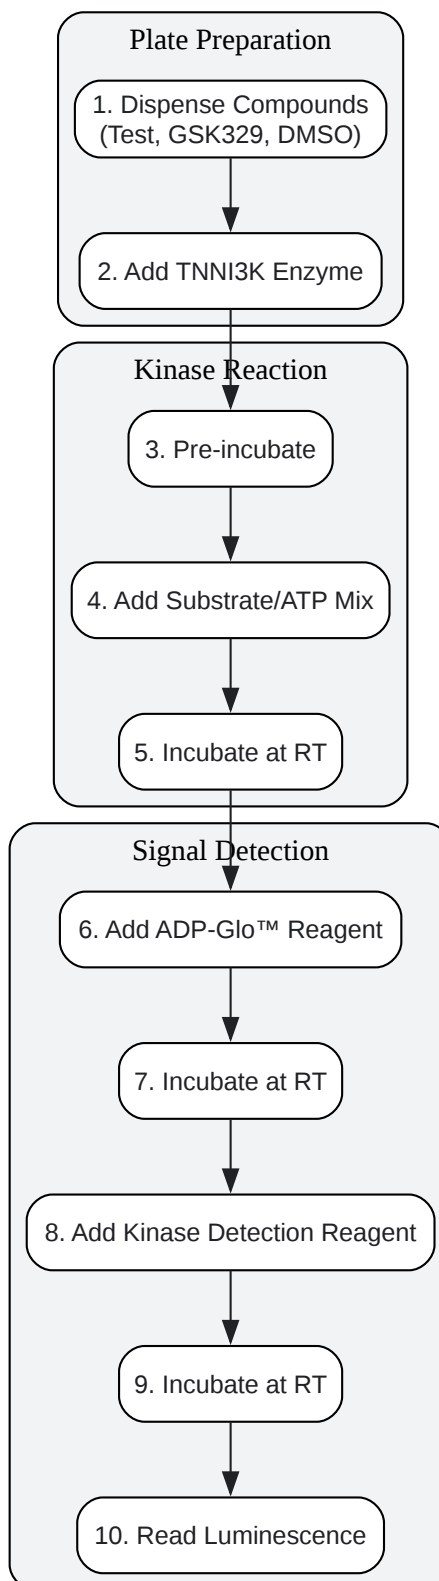 Plate Preparation
1. Dispense Compounds
(Test, GSK329, DMSO)
2. Add TNNI3K Enzyme
Kinase Reaction
3. Pre-incubate
4. Add Substrate/ATP Mix
5. Incubate at RT
Signal Detection
6. Add ADP-Glo™ Reagent
7. Incubate at RT
8. Add Kinase Detection Reagent
9. Incubate at RT
10. Read Luminescence